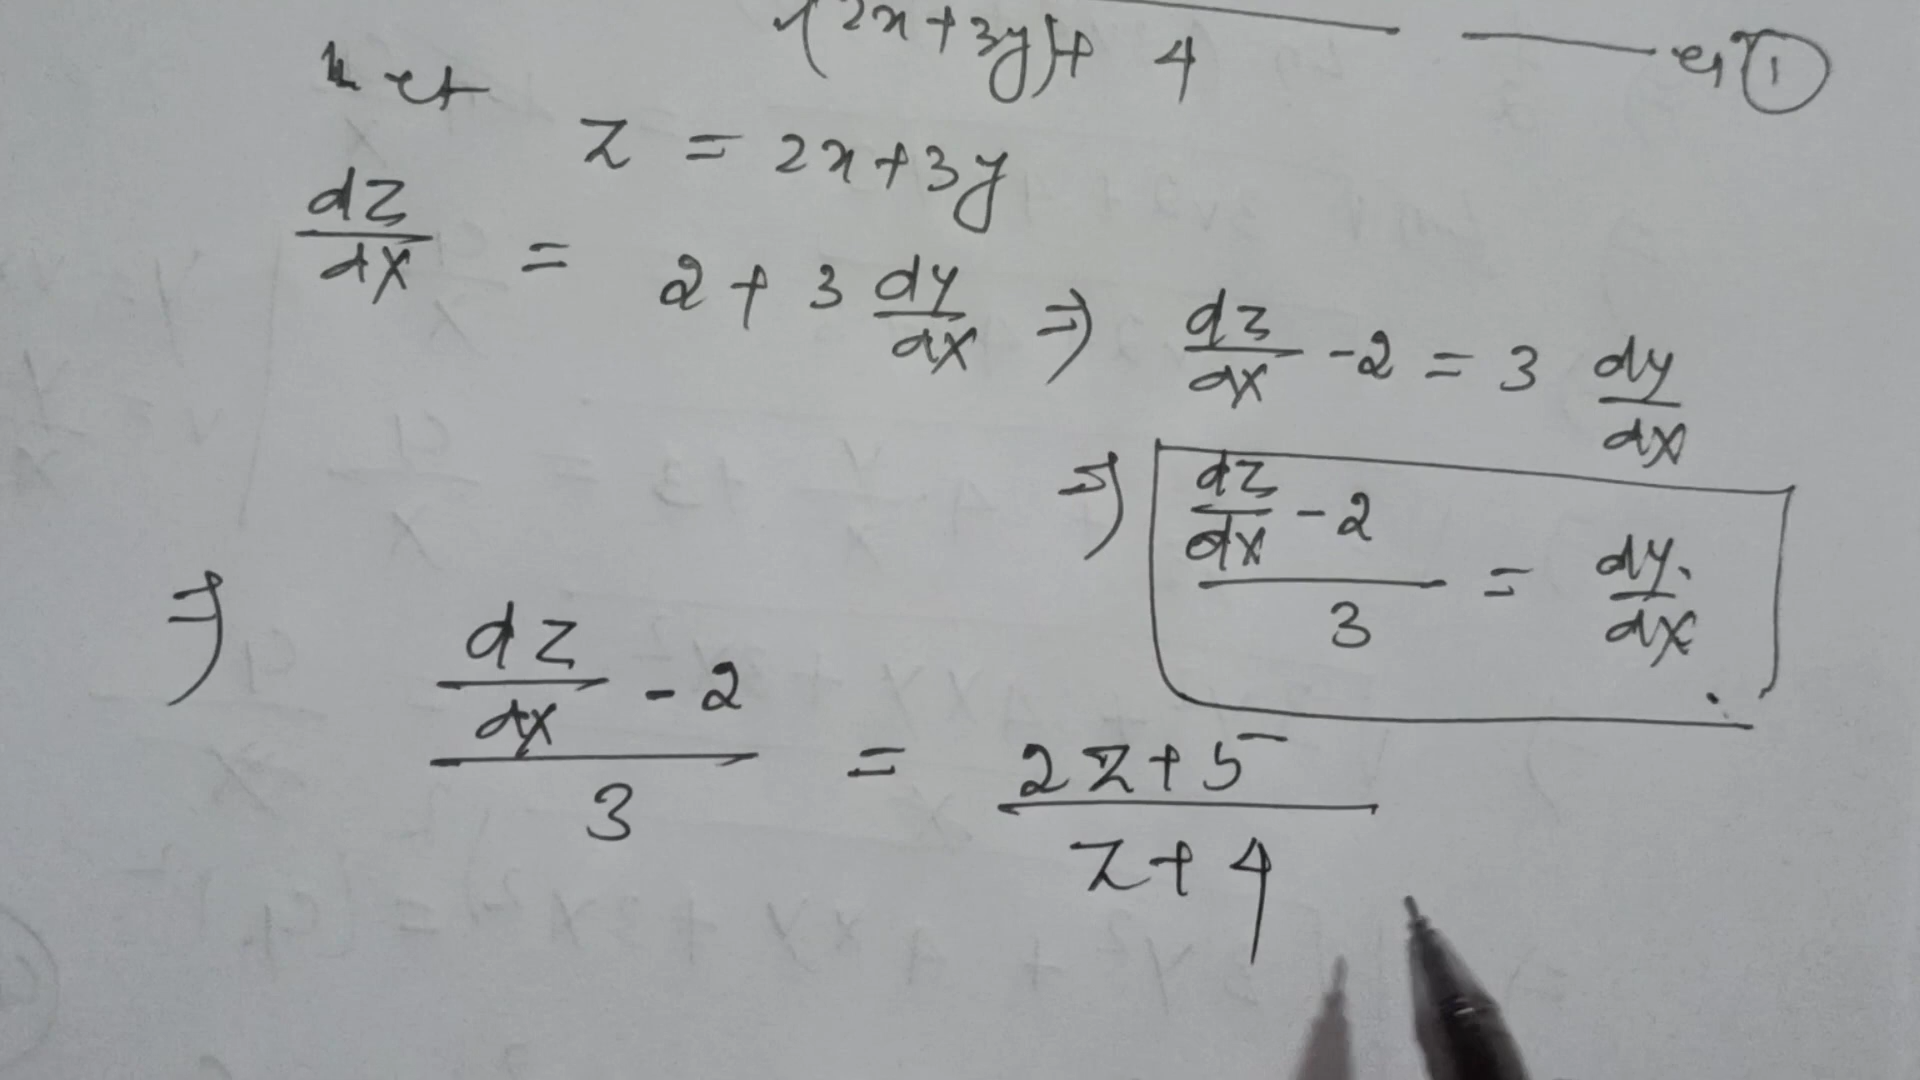 (2x+3y)+ 4 —— eq ①
Let
z = 2x+3y
dz/dx = 2 + 3 dy/dx ⇒ dz/dx - 2 = 3 dy/dx
⇒ (dz/dx - 2)/3 = dy/dx
⇒ (dz/dx - 2)/3 = (2z+5)/(z+4)